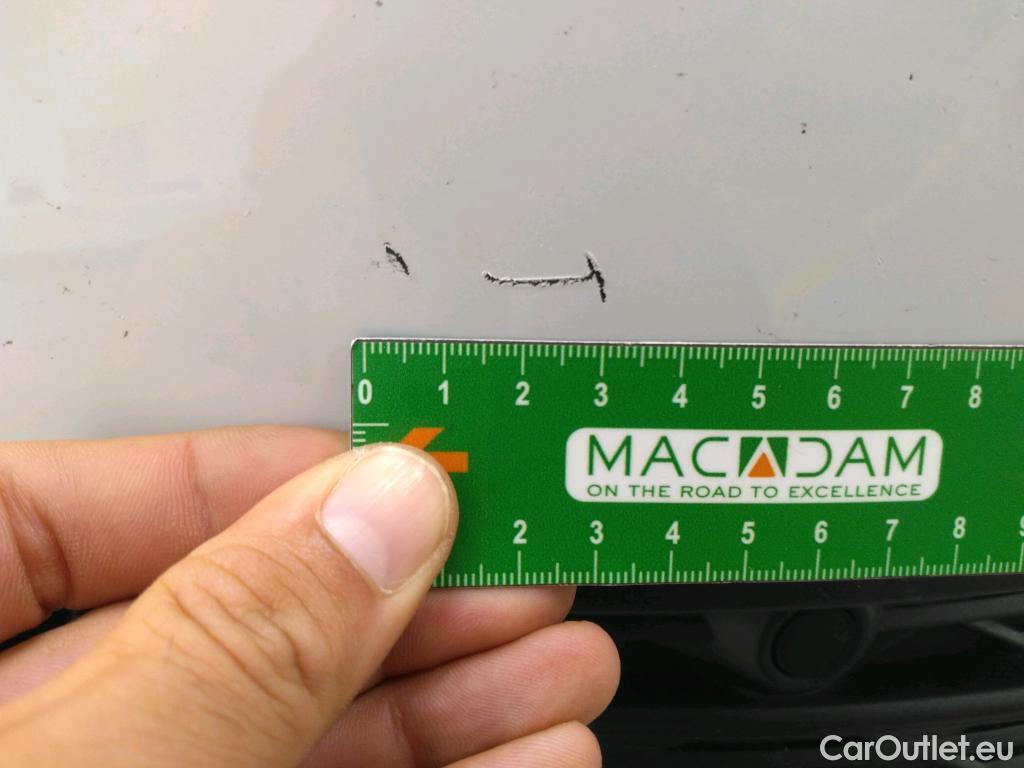 0 1 2 3 4 5 6 7 8
MACADAM
ON THE ROAD TO EXCELLENCE
2 3 4 5 6 7 8 9
CarOutlet.eu